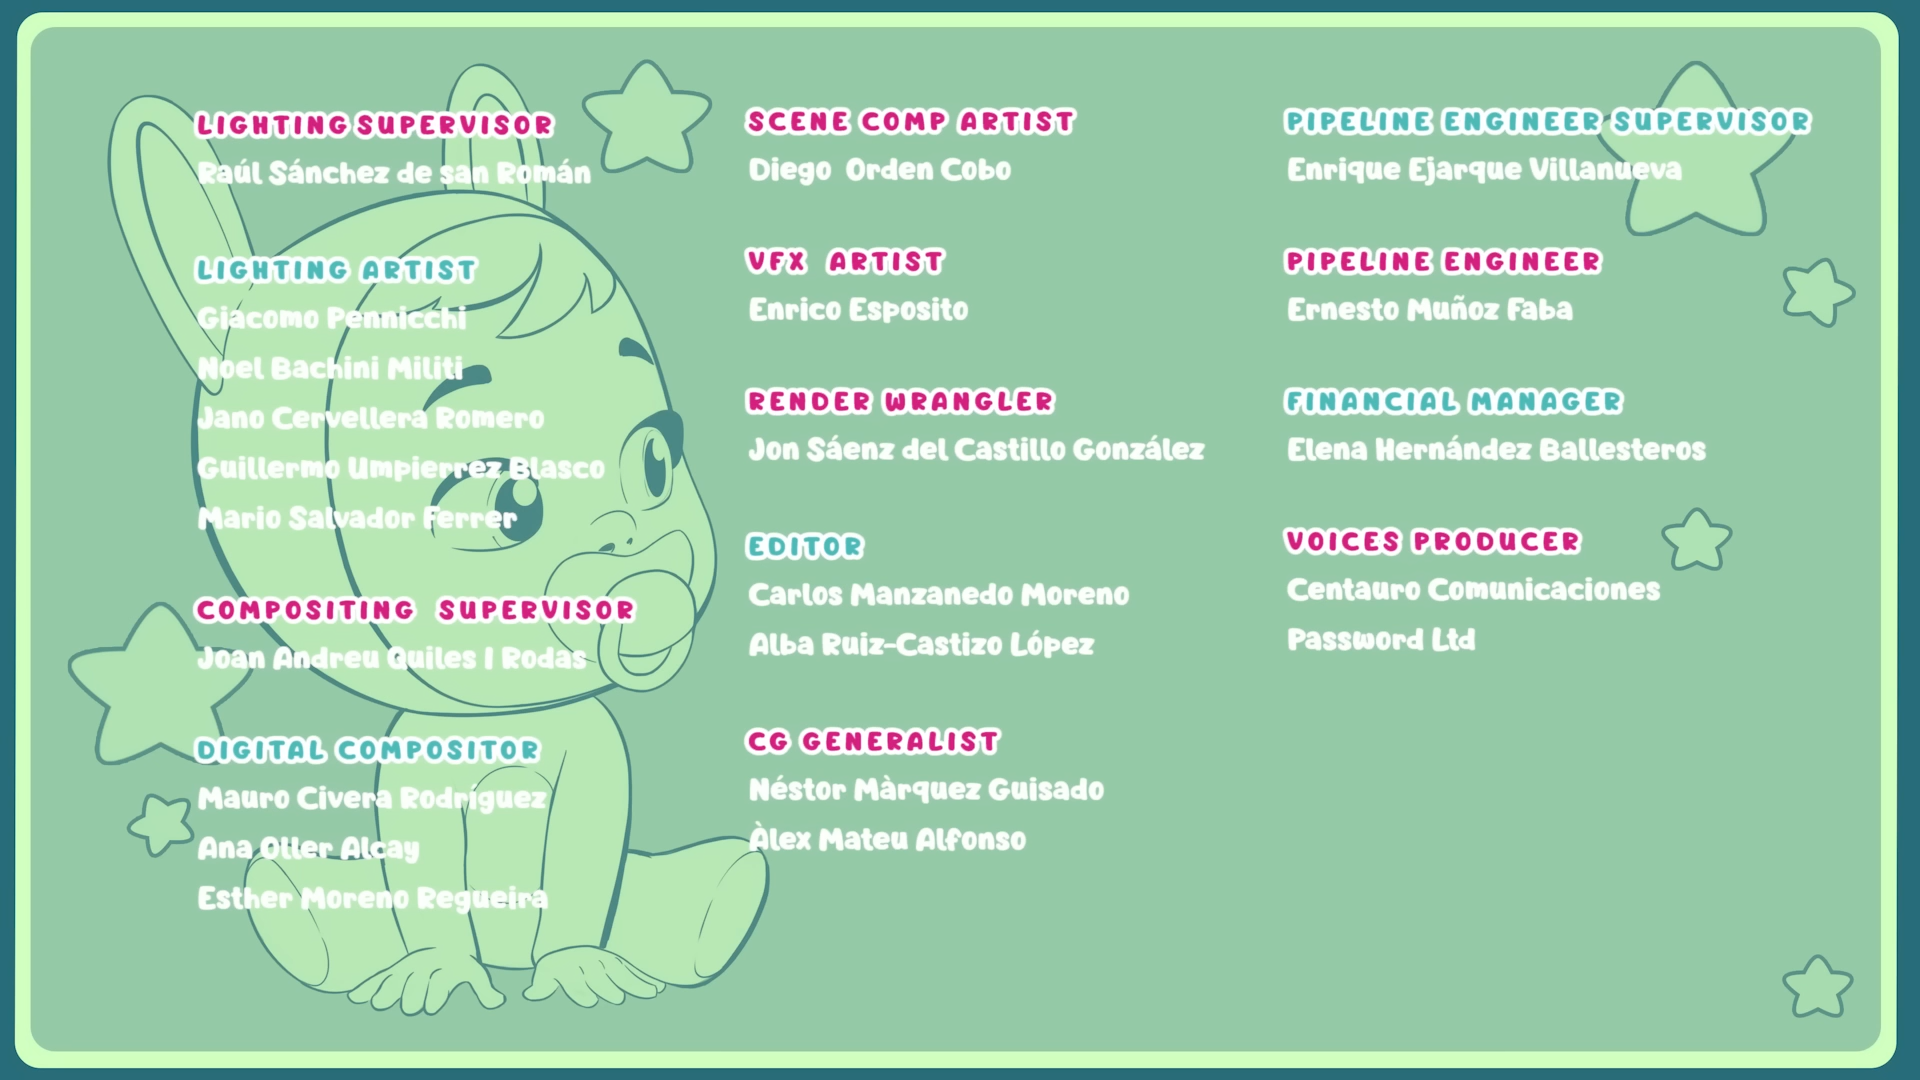 LIGHTING SUPERVISOR
Raúl Sánchez de san Román
LIGHTING ARTIST
Giacomo Pennicchi
Noel Bachini Militi
Jano Cervellera Romero
Guillermo Umpierrez Blasco
Mario Salvador Ferrer
COMPOSITING SUPERVISOR
Joan Andreu Quiles I Rodas
DIGITAL COMPOSITOR
Mauro Civera Rodríguez
Ana Oller Alcay
Esther Moreno Regueira
SCENE COMP ARTIST
Diego Orden Cobo
VFX ARTIST
Enrico Esposito
RENDER WRANGLER
Jon Sáenz del Castillo González
EDITOR
Carlos Manzanedo Moreno
Alba Ruiz-Castizo López
CG GENERALIST
Néstor Màrquez Guisado
Àlex Mateu Alfonso
PIPELINE ENGINEER SUPERVISOR
Enrique Ejarque Villanueva
PIPELINE ENGINEER
Ernesto Muñoz Faba
FINANCIAL MANAGER
Elena Hernández Ballesteros
VOICES PRODUCER
Centauro Comunicaciones
Password Ltd